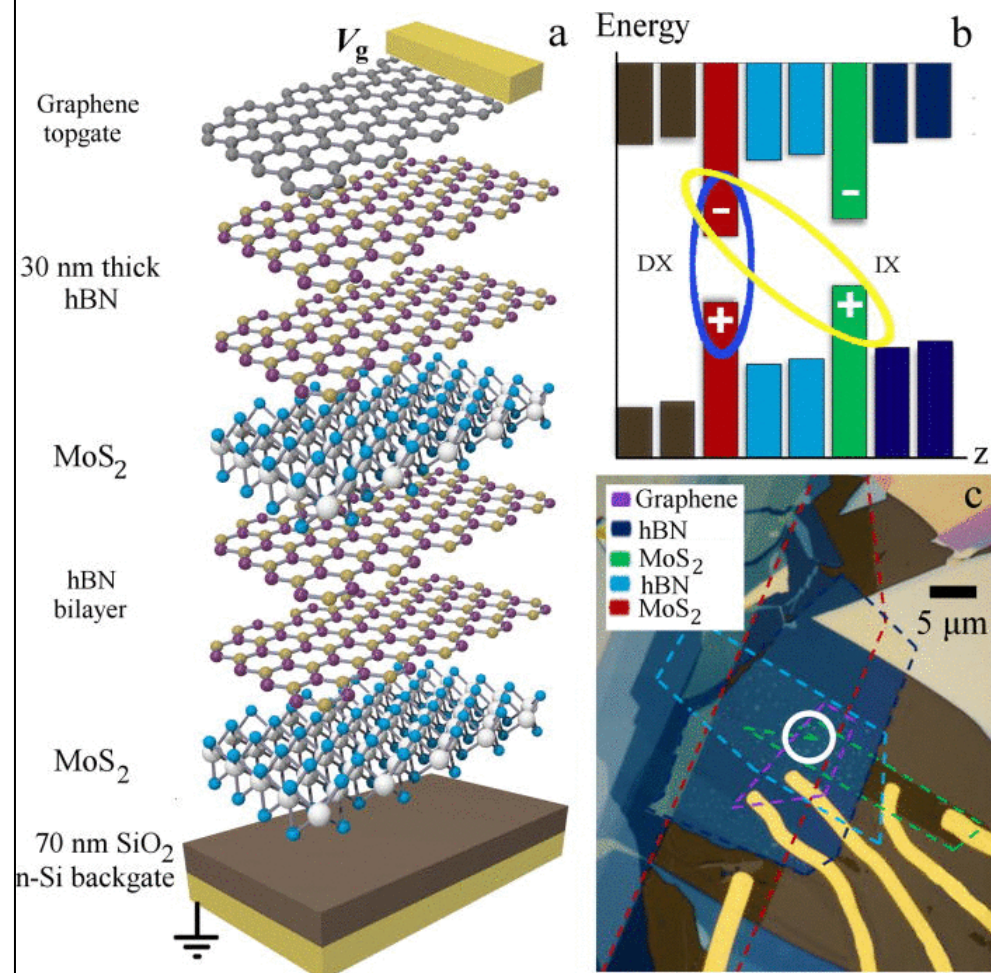 V_g
a
Graphene
topgate
30 nm thick
hBN
MoS₂
hBN
bilayer
MoS₂
70 nm SiO₂
n-Si backgate
Energy
b
-
-
DX
IX
+
+
z
c
Graphene
hBN
MoS₂
hBN
MoS₂
5 μm